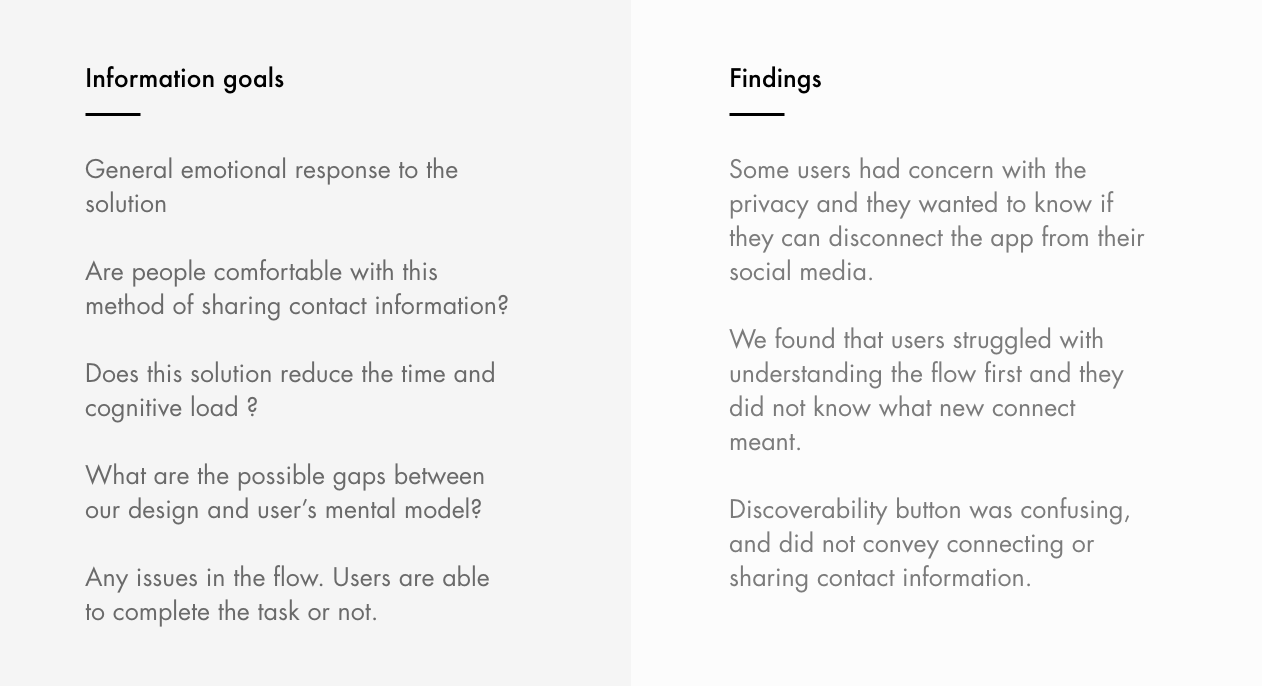 Information goals
General emotional response to the
solution
Are people comfortable with this
method of sharing contact information?
Does this solution reduce the time and
cognitive load ?
What are the possible gaps between
our design and user’s mental model?
Any issues in the flow. Users are able
to complete the task or not.
Findings
Some users had concern with the
privacy and they wanted to know if
they can disconnect the app from their
social media.
We found that users struggled with
understanding the flow first and they
did not know what new connect
meant.
Discoverability button was confusing,
and did not convey connecting or
sharing contact information.